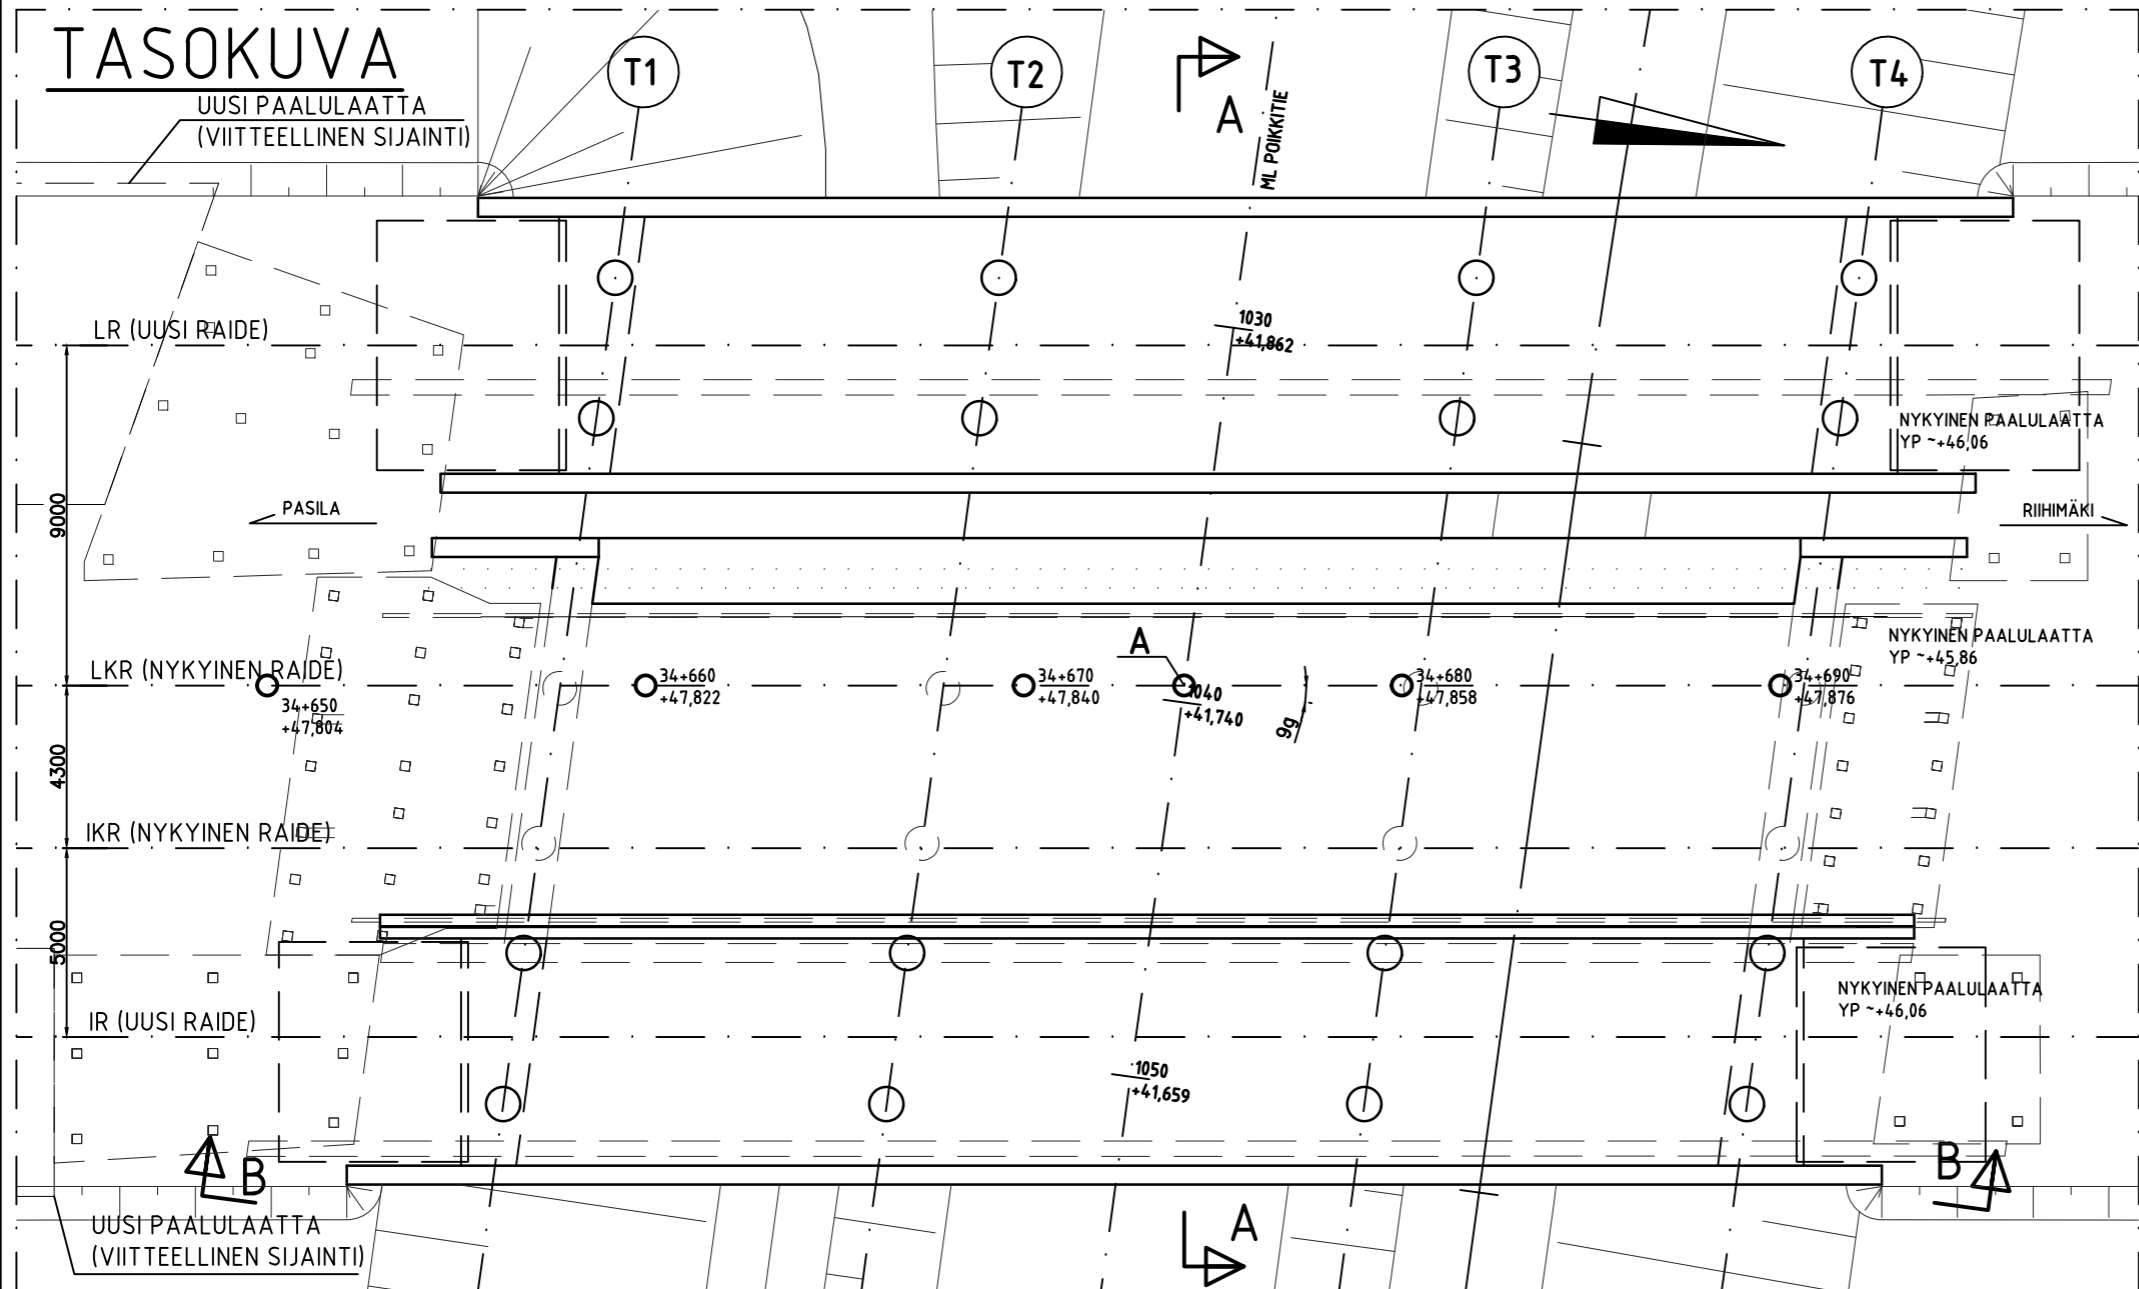 TASOKUVA
UUSI PAALULAATTA
(VIITTEELLINEN SIJAINTI)
T1
T2
A
ML POIKKITIE
T3
T4
LR (UUSI RAIDE)
1030
+41,862
NYKYINEN PAALULAATTA
YP ~+46,06
9000
PASILA
RIIHIMÄKI
NYKYINEN PAALULAATTA
YP ~+45,86
LKR (NYKYINEN RAIDE)
34+650
+47,804
34+660
+47,822
34+670
+47,840
A
1040
+41,740
9g
34+680
+47,858
34+690
+47,876
4300
IKR (NYKYINEN RAIDE)
5000
NYKYINEN PAALULAATTA
YP ~+46,06
IR (UUSI RAIDE)
1050
+41,659
B
B
UUSI PAALULAATTA
(VIITTEELLINEN SIJAINTI)
A